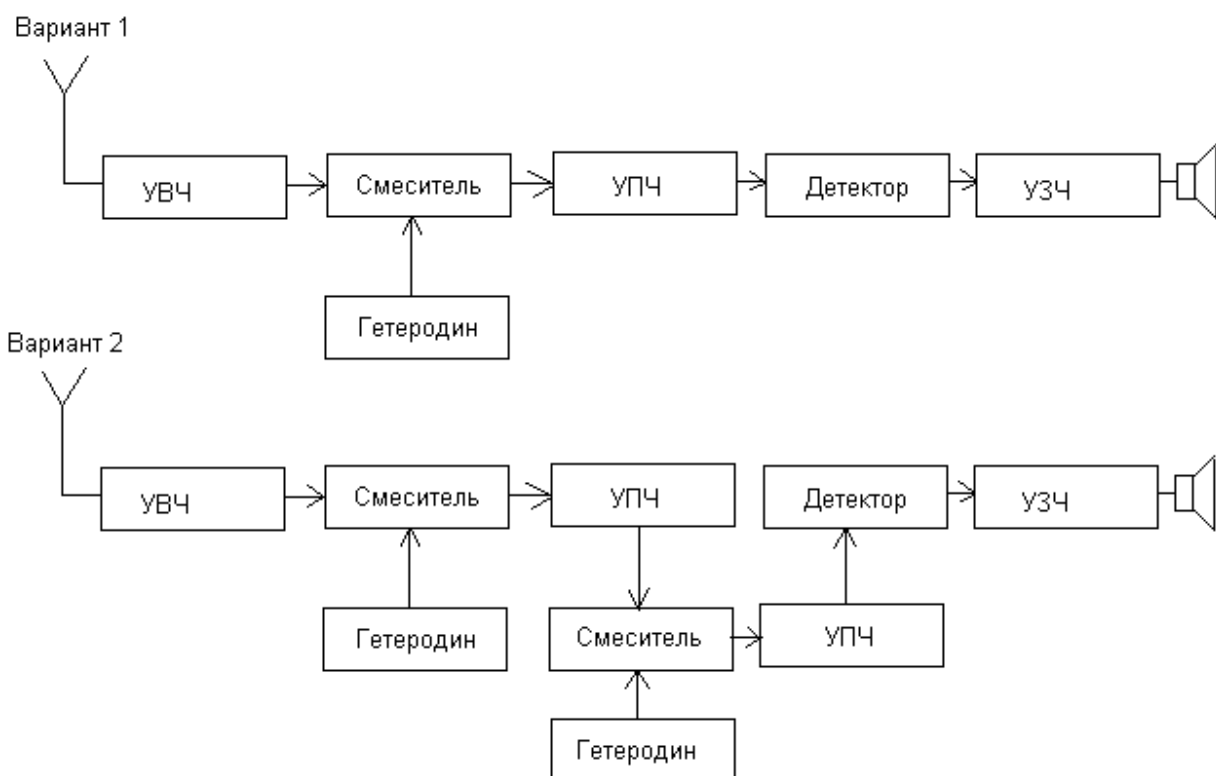 Вариант 1
УВЧ
Смеситель
УПЧ
Детектор
УЗЧ
Гетеродин
Вариант 2
УВЧ
Смеситель
УПЧ
Детектор
УЗЧ
Гетеродин
Смеситель
УПЧ
Гетеродин